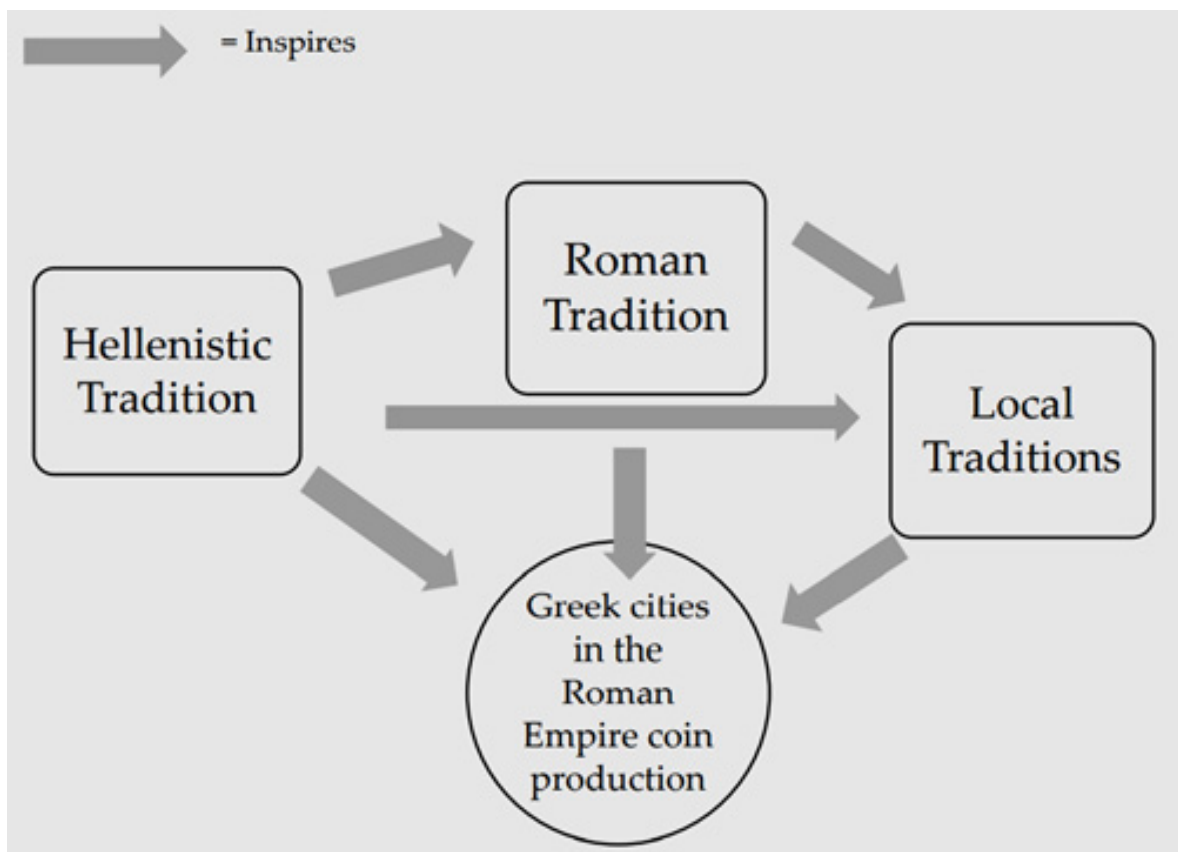 = Inspires
Roman
Tradition
Hellenistic
Tradition
Local
Traditions
Greek cities
in the
Roman
Empire coin
production